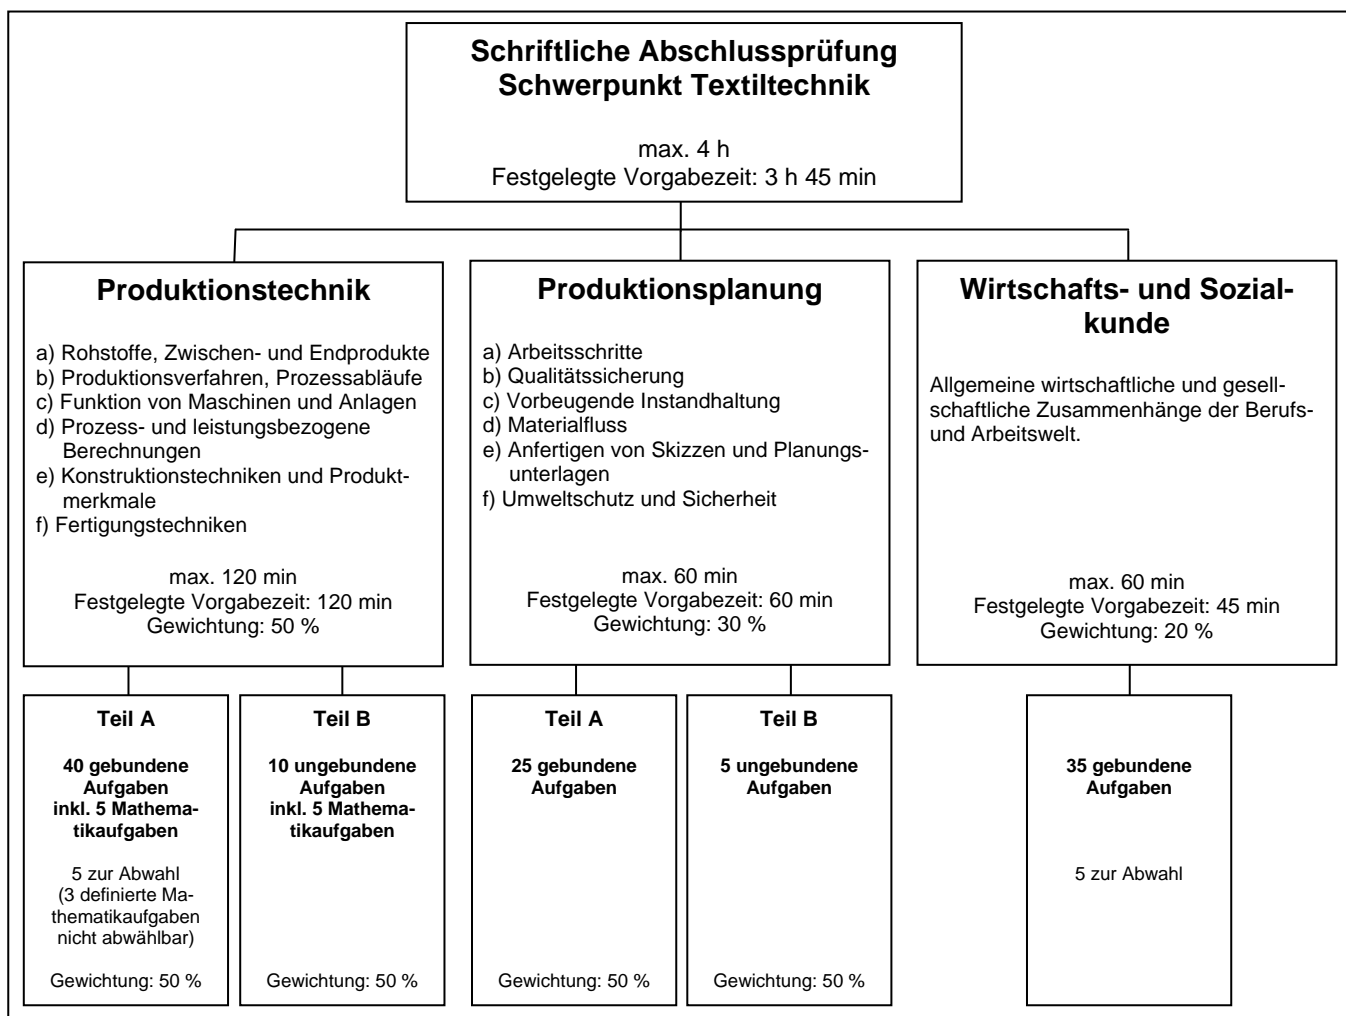 Schriftliche Abschlussprüfung
Schwerpunkt Textiltechnik
max. 4 h
Festgelegte Vorgabezeit: 3 h 45 min
Produktionstechnik
a) Rohstoffe, Zwischen- und Endprodukte
b) Produktionsverfahren, Prozessabläufe
c) Funktion von Maschinen und Anlagen
d) Prozess- und leistungsbezogene
Berechnungen
e) Konstruktionstechniken und Produkt-
merkmale
f) Fertigungstechniken
max. 120 min
Festgelegte Vorgabezeit: 120 min
Gewichtung: 50 %
Produktionsplanung
a) Arbeitsschritte
b) Qualitätssicherung
c) Vorbeugende Instandhaltung
d) Materialfluss
e) Anfertigen von Skizzen und Planungs-
unterlagen
f) Umweltschutz und Sicherheit
max. 60 min
Festgelegte Vorgabezeit: 60 min
Gewichtung: 30 %
Wirtschafts- und Sozial-
kunde
Allgemeine wirtschaftliche und gesell-
schaftliche Zusammenhänge der Berufs-
und Arbeitswelt.
max. 60 min
Festgelegte Vorgabezeit: 45 min
Gewichtung: 20 %
Teil A
40 gebundene
Aufgaben
inkl. 5 Mathema-
tikaufgaben
5 zur Abwahl
(3 definierte Ma-
thematikaufgaben
nicht abwählbar)
Gewichtung: 50 %
Teil B
10 ungebundene
Aufgaben
inkl. 5 Mathema-
tikaufgaben
Gewichtung: 50 %
Teil A
25 gebundene
Aufgaben
Gewichtung: 50 %
Teil B
5 ungebundene
Aufgaben
Gewichtung: 50 %
35 gebundene
Aufgaben
5 zur Abwahl